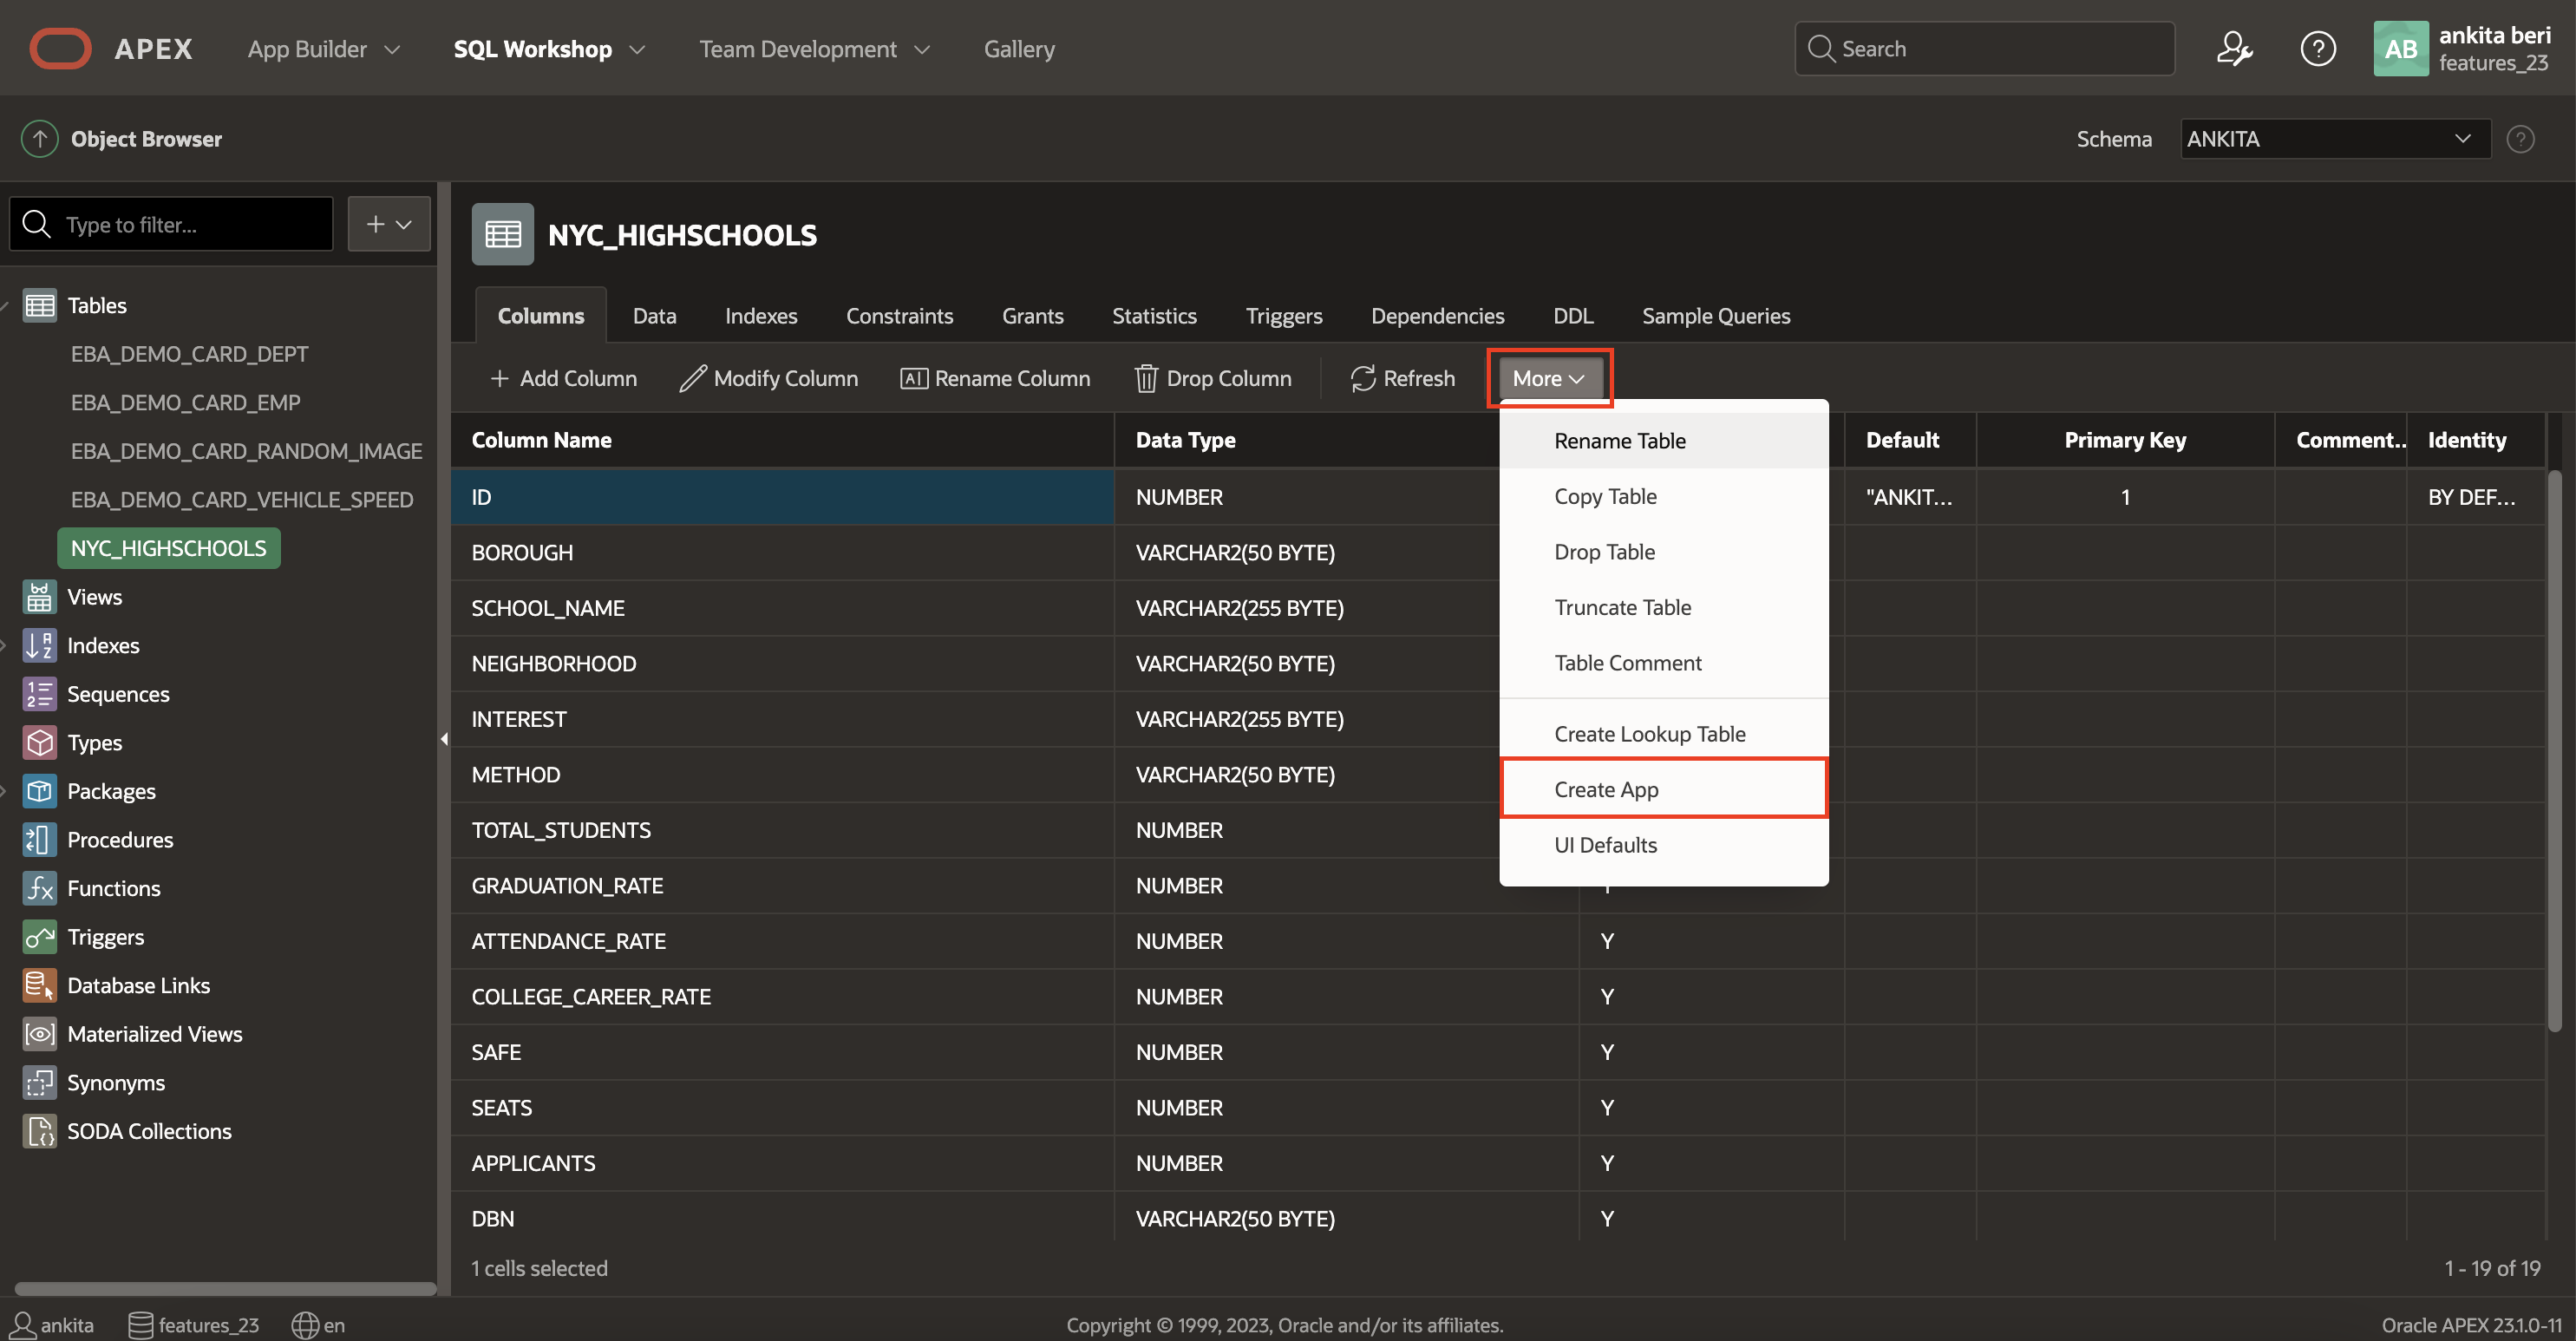 APEX App Builder SQL Workshop Team Development Gallery Search AB ankita beri
features_23
Object Browser Schema ANKITA
Type to filter...
NYC_HIGHSCHOOLS
Tables
EBA_DEMO_CARD_DEPT
EBA_DEMO_CARD_EMP
EBA_DEMO_CARD_RANDOM_IMAGE
EBA_DEMO_CARD_VEHICLE_SPEED
NYC_HIGHSCHOOLS
Views
Indexes
Sequences
Types
Packages
Procedures
Functions
Triggers
Database Links
Materialized Views
Synonyms
SODA Collections
Columns Data Indexes Constraints Grants Statistics Triggers Dependencies DDL Sample Queries
Add Column Modify Column Rename Column Drop Column Refresh More
Rename Table
Copy Table
Drop Table
Truncate Table
Table Comment
Create Lookup Table
Create App
UI Defaults
Column Name Data Type Default Primary Key Comment.. Identity
ID NUMBER "ANKIT... 1 BY DEF...
BOROUGH VARCHAR2(50 BYTE)
SCHOOL_NAME VARCHAR2(255 BYTE)
NEIGHBORHOOD VARCHAR2(50 BYTE)
INTEREST VARCHAR2(255 BYTE)
METHOD VARCHAR2(50 BYTE)
TOTAL_STUDENTS NUMBER
GRADUATION_RATE NUMBER
ATTENDANCE_RATE NUMBER Y
COLLEGE_CAREER_RATE NUMBER Y
SAFE NUMBER Y
SEATS NUMBER Y
APPLICANTS NUMBER Y
DBN VARCHAR2(50 BYTE) Y
1 cells selected 1 - 19 of 19
ankita features_23 en Copyright © 1999, 2023, Oracle and/or its affiliates. Oracle APEX 23.1.0-11